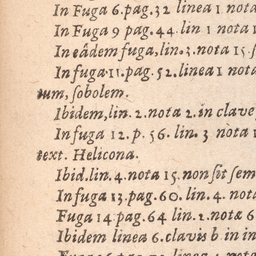 In Fuga 6.pag.32 linea 1 nota
In Fuga 9 pag.44 lin 1 nota 1
In eâdem fuga, lin.3.nota 15 s
In fuga 11.pag.52.linea 1 nota
tum, sobolem.
Ibidem, lin. 2. nota 2. in clave
In fuga 12. p. 56. lin. 3 nota 1
text. Helicona.
Ibid. lin. 4. nota 15. non sit sem
In fuga 13. pag. 60. lin. 4. nota
Fuga 14 pag. 64 lin. 2. nota 6
Ibidem linea 6. clavis b in in